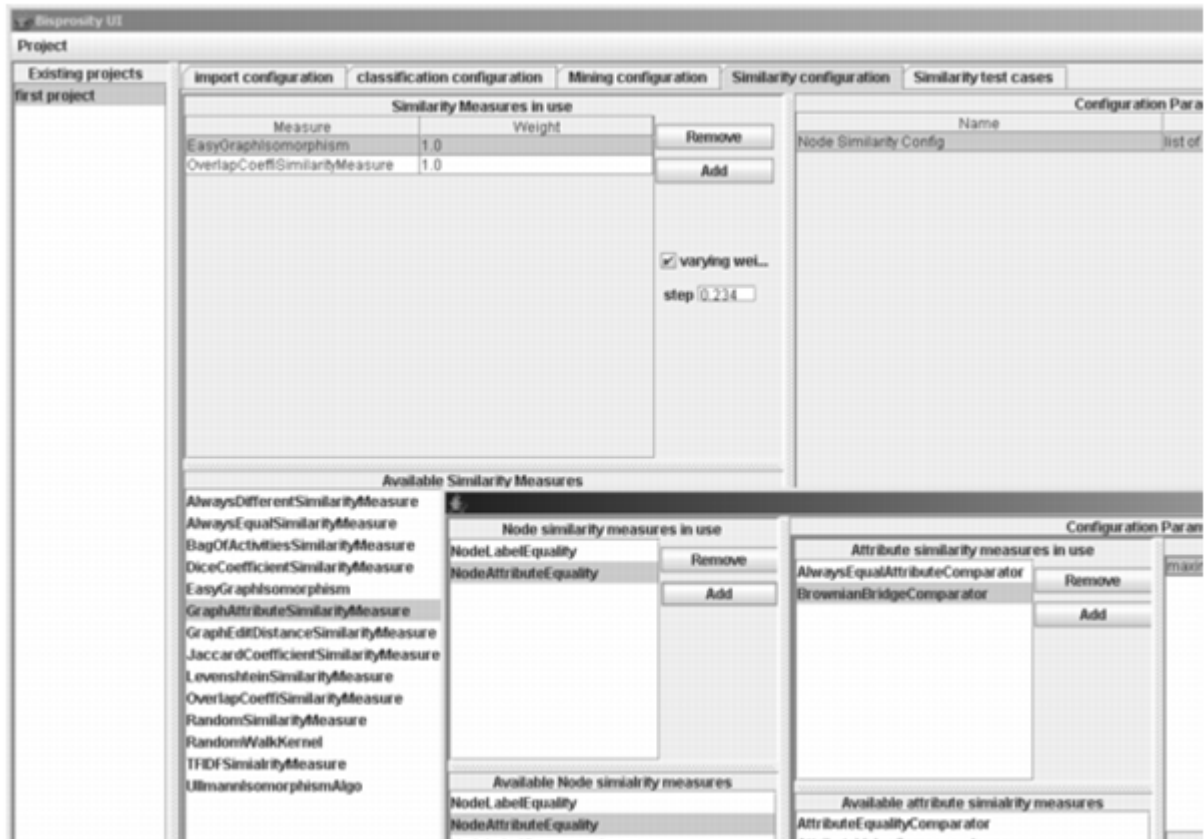 Bisprosity UI
Project
Existing projects
first project
import configuration
classification configuration
Mining configuration
Similarity configuration
Similarity test cases
Similarity Measures in use
Measure
Weight
EasyGraphIsomorphism
1.0
OverlapCoeffiSimilarityMeasure
1.0
Remove
Add
varying wei...
step 0.234
Configuration Para
Name
Node Similarity Config
list of
Available Similarity Measures
AlwaysDifferentSimilarityMeasure
AlwaysEqualSimilarityMeasure
BagOfActivitiesSimilarityMeasure
DiceCoefficientSimilarityMeasure
EasyGraphIsomorphism
GraphAttributeSimilarityMeasure
GraphEditDistanceSimilarityMeasure
JaccardCoefficientSimilarityMeasure
LevenshteinSimilarityMeasure
OverlapCoeffiSimilarityMeasure
RandomSimilarityMeasure
RandomWalkKernel
TFIDFSimialrityMeasure
UllmannIsomorphismAlgo
Node similarity measures in use
NodeLabelEquality
NodeAttributeEquality
Remove
Add
Available Node simialrity measures
NodeLabelEquality
NodeAttributeEquality
Configuration Param
Attribute similarity measures in use
AlwaysEqualAttributeComparator
BrownianBridgeComparator
Remove
Add
Available attribute simialrity measures
AttributeEqualityComparator